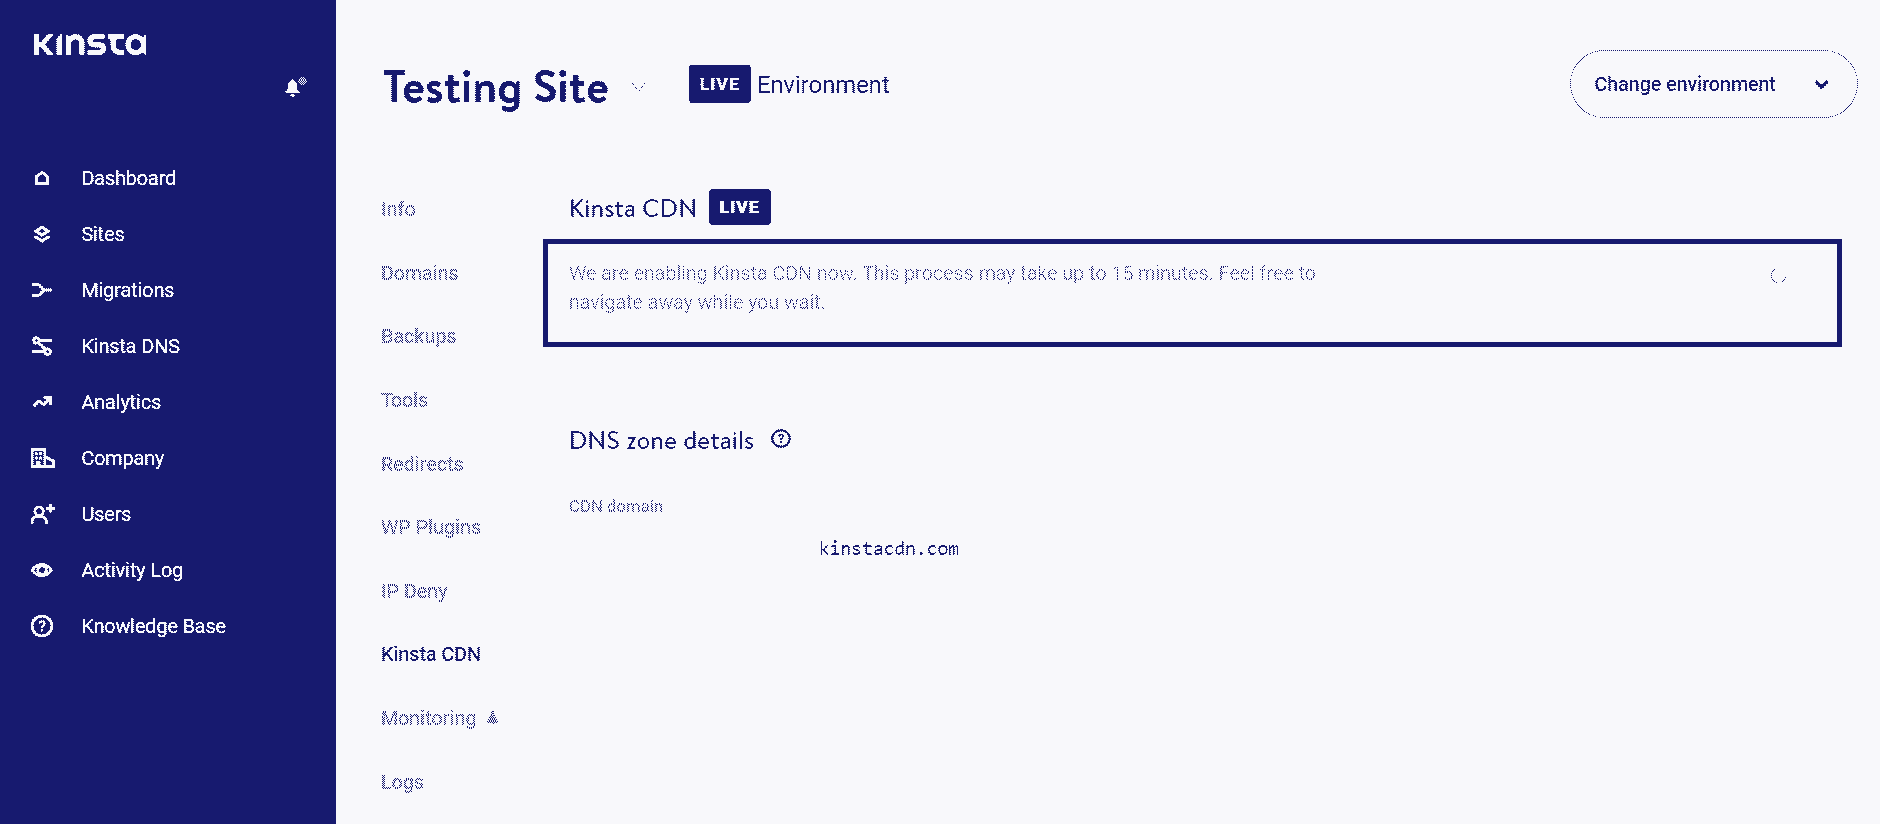 Kinsta
Dashboard
Sites
Migrations
Kinsta DNS
Analytics
Company
Users
Activity Log
Knowledge Base
Testing Site
LIVE Environment
Change environment
Info
Domains
Backups
Tools
Redirects
WP Plugins
IP Deny
Kinsta CDN
Monitoring
Logs
Kinsta CDN LIVE
We are enabling Kinsta CDN now. This process may take up to 15 minutes. Feel free to
navigate away while you wait.
DNS zone details
CDN domain
kinstacdn.com